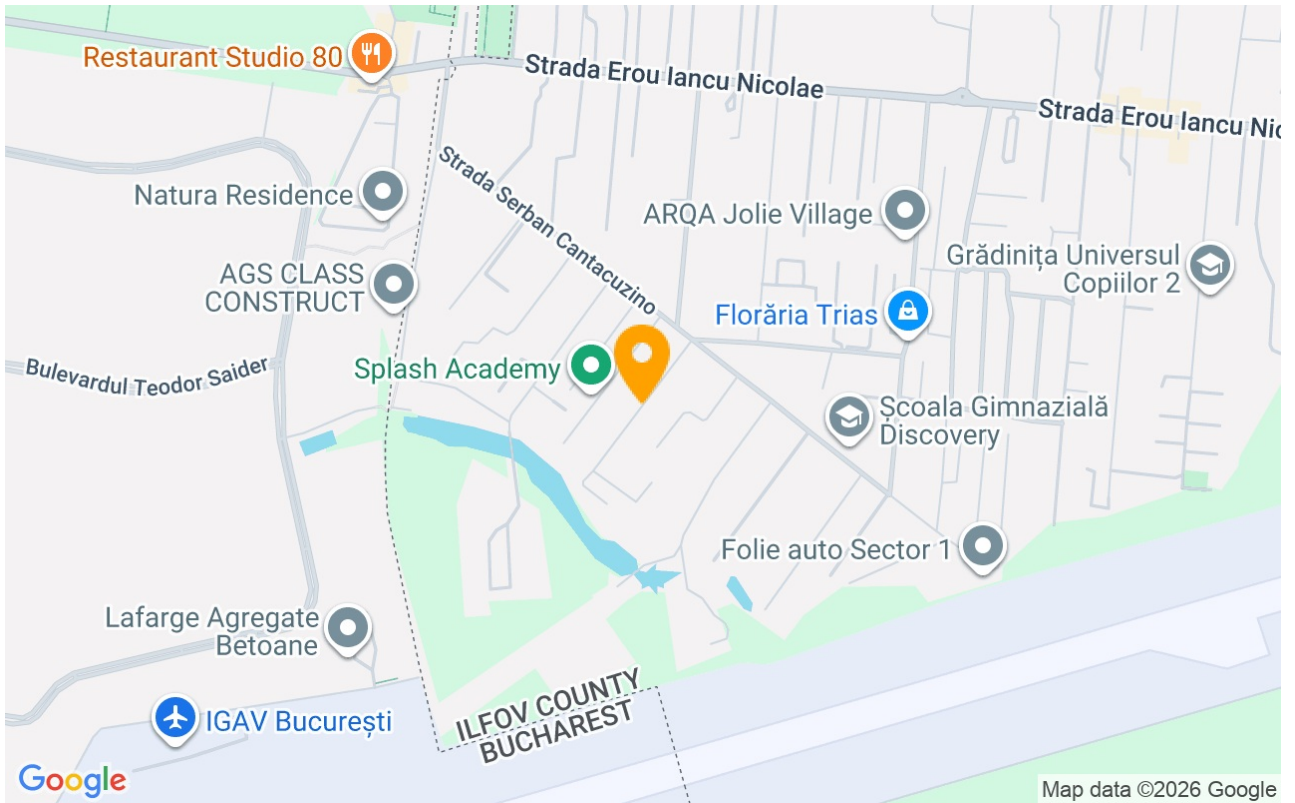 Restaurant Studio 80
Strada Erou Iancu Nicolae
Strada Erou Iancu Nic
Strada Serban Cantacuzino
Natura Residence
ARQA Jolie Village
Grădinița Universul
Copiilor 2
AGS CLASS
CONSTRUCT
Florăria Trias
Bulevardul Teodor Saider
Splash Academy
Școala Gimnazială
Discovery
Folie auto Sector 1
Lafarge Agregate
Betoane
ILFOV COUNTY
BUCHAREST
IGAV București
Google
Map data ©2026 Google